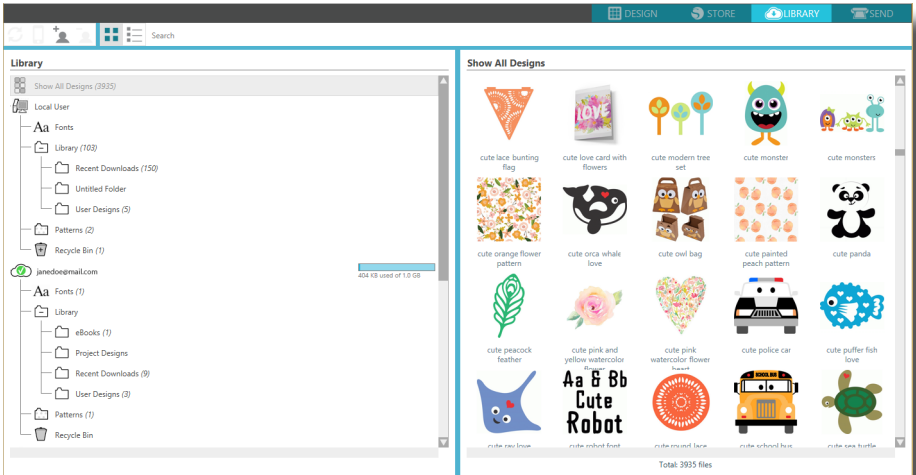 DESIGN
STORE
LIBRARY
SEND
Search
Library
Show All Designs (3935)
Local User
Aa Fonts
Library (103)
Recent Downloads (150)
Untitled Folder
User Designs (5)
Patterns (2)
Recycle Bin (1)
janedoe@mail.com
404 KB used of 1.0 GB
Aa Fonts (1)
Library
eBooks (1)
Project Designs
Recent Downloads (9)
User Designs (3)
Patterns (1)
Recycle Bin
Show All Designs
LOVE
cute lace bunting
flag
cute love card with
flowers
cute modern tree
set
cute monster
cute monsters
cute orange flower
pattern
cute orca whale
love
cute owl bag
cute painted
peach pattern
cute panda
cute peacock
feather
cute pink and
yellow watercolor
flower
cute pink
watercolor flower
heart
cute police car
cute puffer fish
love
Aa & Bb
Cute
Robot
SCHOOL BUS
cute ray love
cute robot font
cute round lace
cute school bus
cute sea turtle
Total: 3935 files